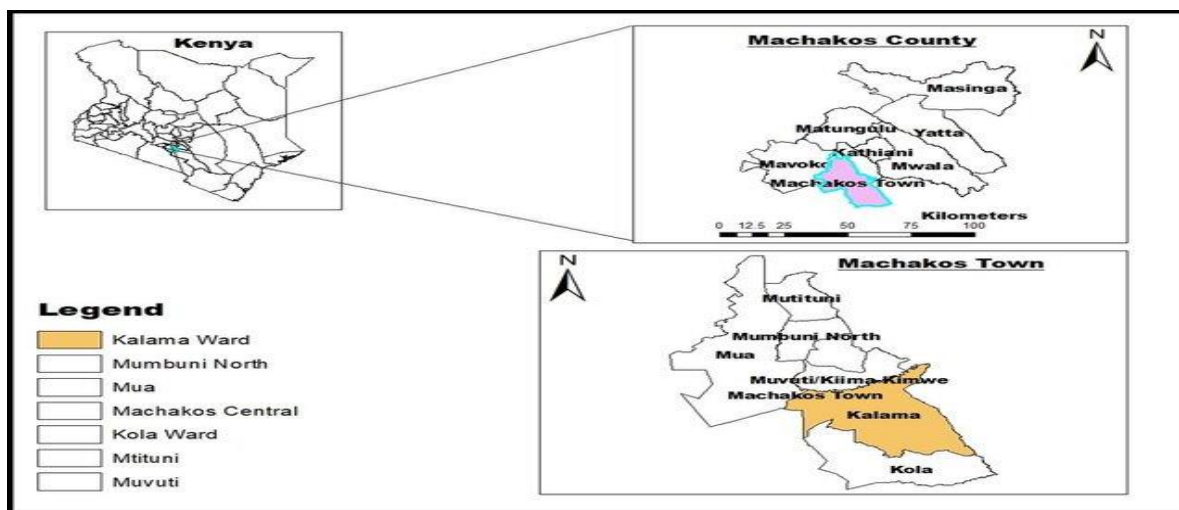 Kenya
Machakos County
N
Masinga
Matungulu
Yatta
Kathiani
Mavoko
Mwala
Machakos Town
Kilometers
0 12.5 25 50 75 100
Machakos Town
N
Mutituni
Mumbuni North
Mua
Muvuti/Kiima-Kimwe
Machakos Town
Kalama
Kola
Legend
Kalama Ward
Mumbuni North
Mua
Machakos Central
Kola Ward
Mtituni
Muvuti